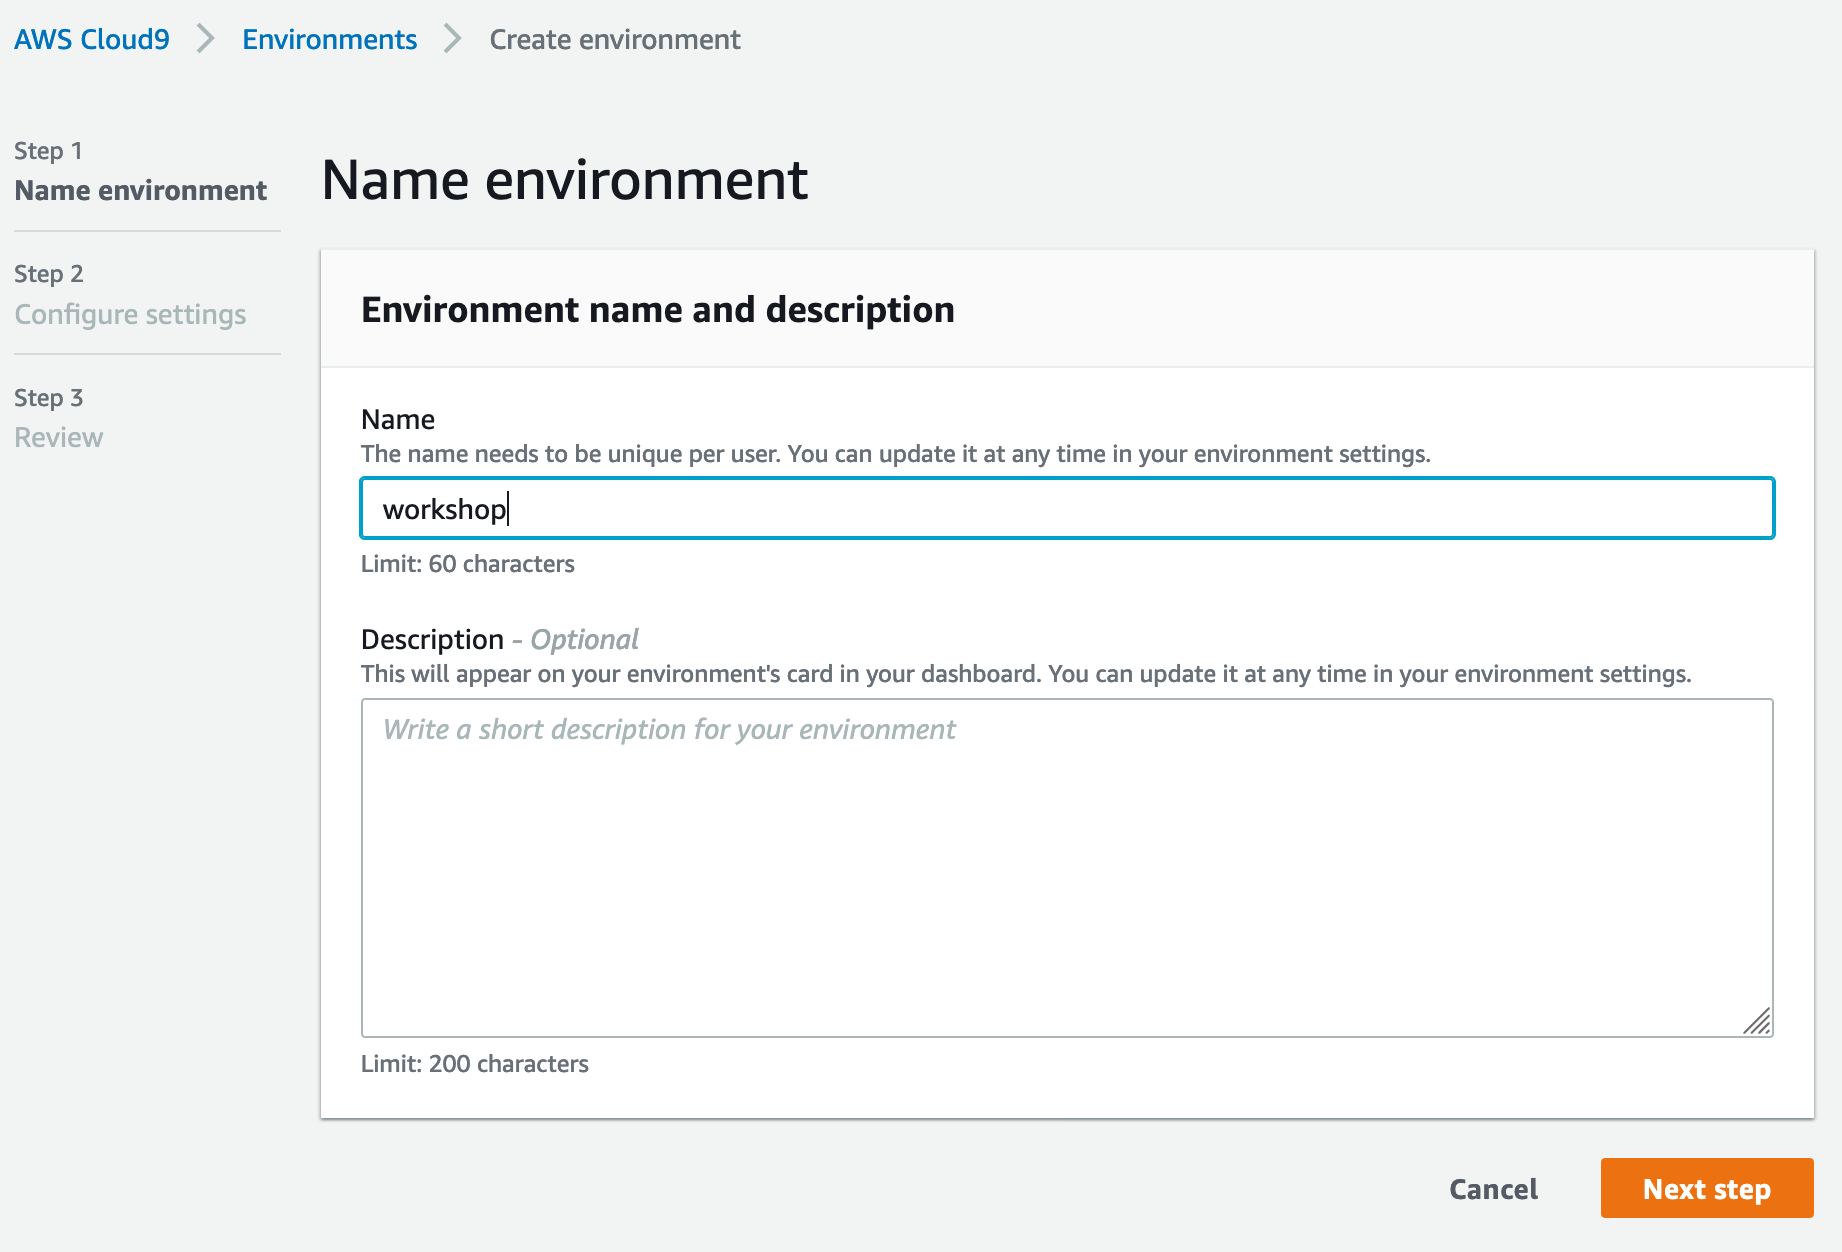 AWS Cloud9 > Environments > Create environment
Step 1
Name environment
Step 2
Configure settings
Step 3
Review
Name environment
Environment name and description
Name
The name needs to be unique per user. You can update it at any time in your environment settings.
workshop
Limit: 60 characters
Description - Optional
This will appear on your environment's card in your dashboard. You can update it at any time in your environment settings.
Write a short description for your environment
Limit: 200 characters
Cancel
Next step